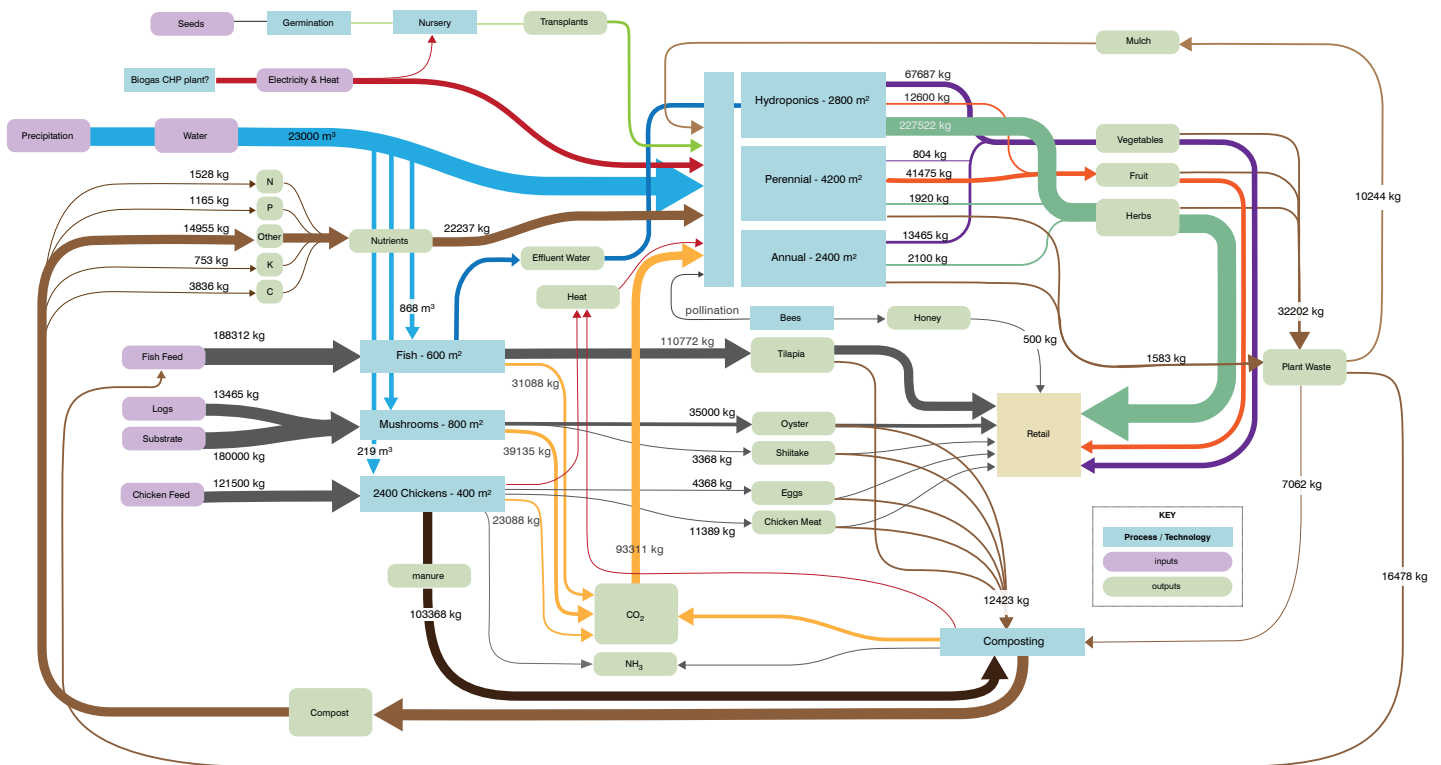 Seeds
Germination
Nursery
Transplants
Mulch
Biogas CHP plant?
Electricity & Heat
67687 kg
Hydroponics - 2800 m²
12600 kg
227522 kg
Precipitation
Water
23000 m³
Vegetables
804 kg
1528 kg
N
Perennial - 4200 m²
41475 kg
Fruit
10244 kg
1165 kg
P
1920 kg
Herbs
14955 kg
Other
Nutrients
22237 kg
13465 kg
753 kg
K
Effluent Water
Annual - 2400 m²
2100 kg
3836 kg
C
Heat
868 m³
pollination
Bees
Honey
32202 kg
188312 kg
110772 kg
500 kg
Fish Feed
Fish - 600 m²
Tilapia
1583 kg
Plant Waste
31088 kg
13465 kg
Logs
35000 kg
Oyster
Mushrooms - 800 m²
Retail
Substrate
180000 kg
219 m³
39135 kg
3368 kg
Shiitake
121500 kg
4368 kg
Eggs
7062 kg
Chicken Feed
2400 Chickens - 400 m²
23088 kg
11389 kg
Chicken Meat
KEY
Process / Technology
inputs
outputs
93311 kg
manure
16478 kg
103368 kg
CO₂
12423 kg
Composting
NH₃
Compost